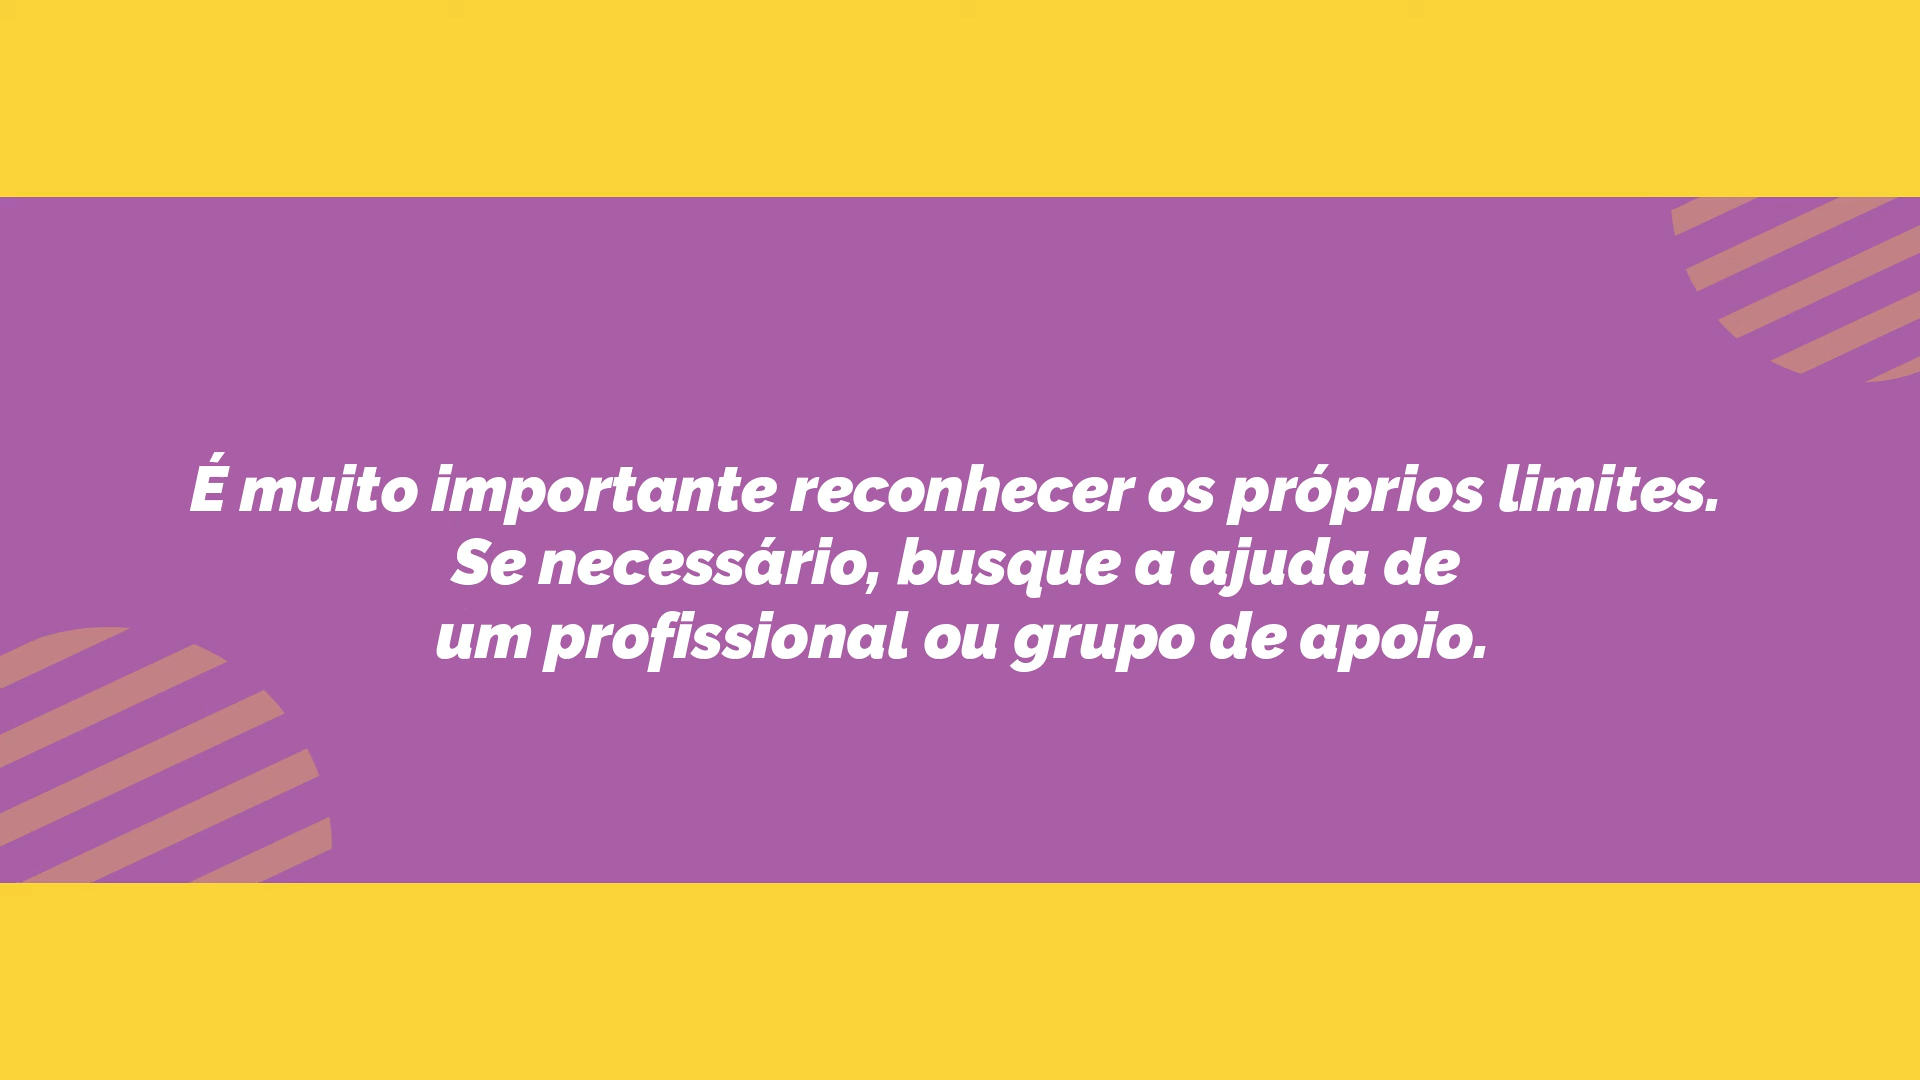 É muito importante reconhecer os próprios limites.
Se necessário, busque a ajuda de
um profissional ou grupo de apoio.